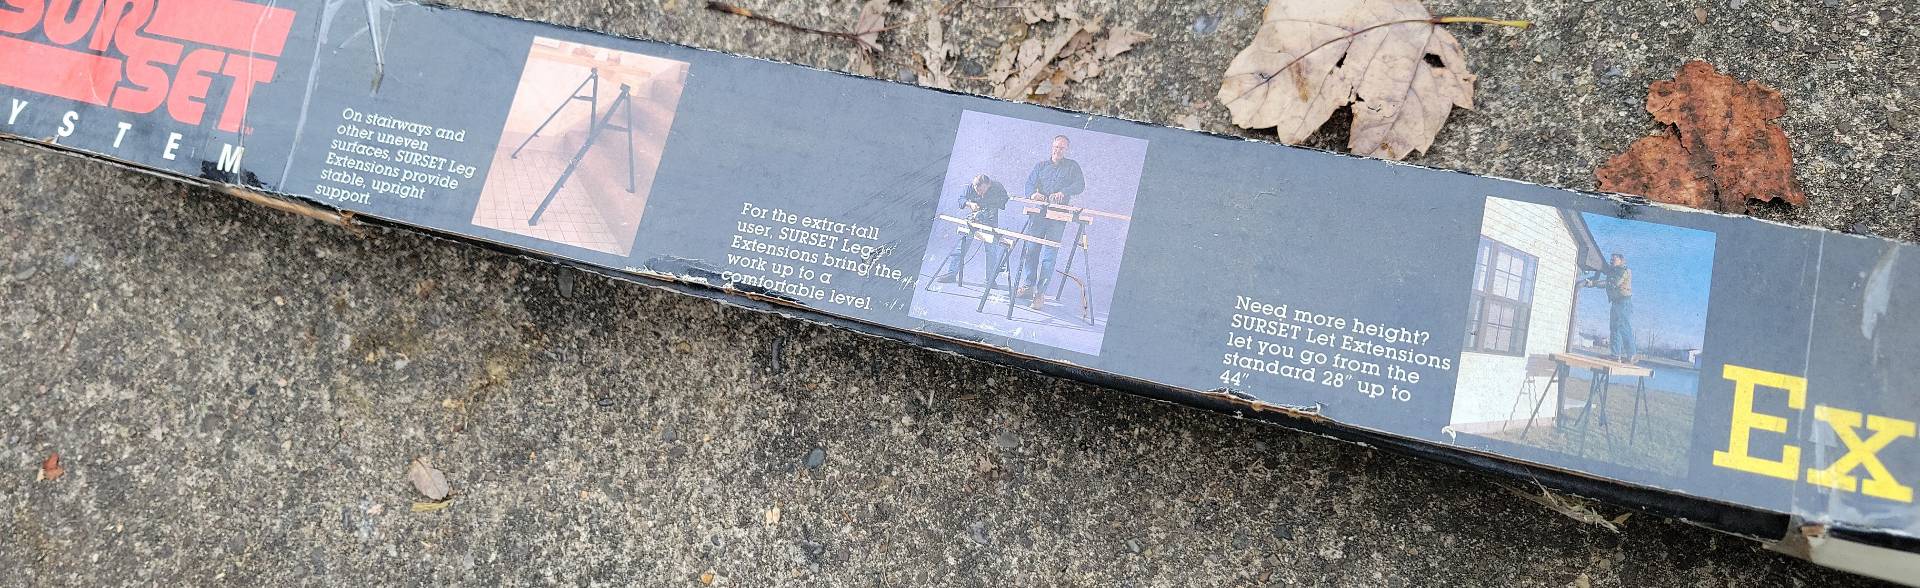 SUR
SET
YSTEM
On stairways and
other uneven
surfaces, SURSET Leg
Extensions provide
stable, upright
support.
For the extra-tall
user, SURSET Leg
Extensions bring the
work up to a
comfortable level.
Need more height?
SURSET Let Extensions
let you go from the
standard 28" up to
44".
Ex